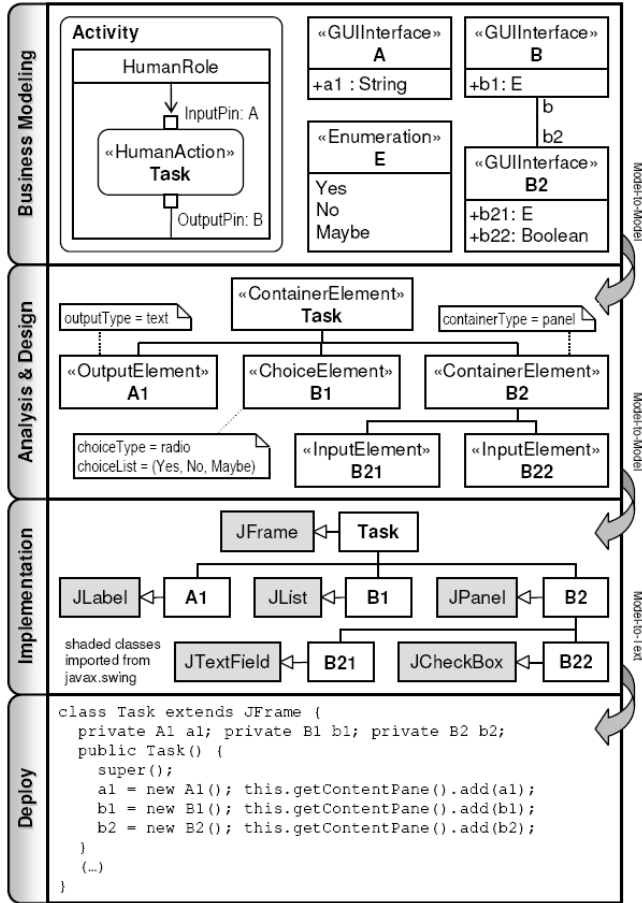 Business Modeling
Activity
HumanRole
InputPin: A
«HumanAction»
Task
OutputPin: B
«GUIInterface»
A
+a1 : String
«GUIInterface»
B
+b1: E
b
b2
«Enumeration»
E
Yes
No
Maybe
«GUIInterface»
B2
+b21: E
+b22: Boolean
Model-to-Model
Analysis & Design
outputType = text
«ContainerElement»
Task
containerType = panel
«OutputElement»
A1
«ChoiceElement»
B1
«ContainerElement»
B2
choiceType = radio
choiceList = (Yes, No, Maybe)
«InputElement»
B21
«InputElement»
B22
Model-to-Model
Implementation
JFrame
Task
JLabel
A1
JList
B1
JPanel
B2
shaded classes
imported from
javax.swing
JTextField
B21
JCheckBox
B22
Model-to-Text
Deploy
class Task extends JFrame {
private A1 a1; private B1 b1; private B2 b2;
public Task() {
super();
a1 = new A1(); this.getContentPane().add(a1);
b1 = new B1(); this.getContentPane().add(b1);
b2 = new B2(); this.getContentPane().add(b2);
}
(…)
}